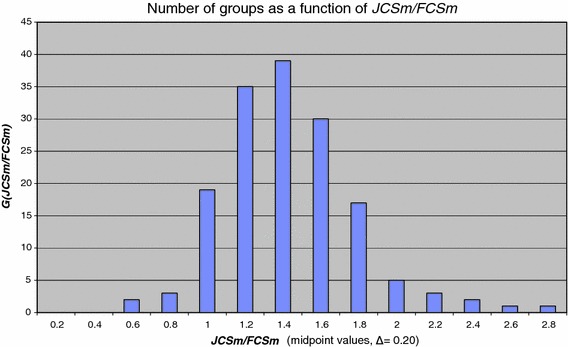 Number of groups as a function of JCSm/FCSm
G(JCSm/FCSm)
45
40
35
30
25
20
15
10
5
0
0.2 0.4 0.6 0.8 1 1.2 1.4 1.6 1.8 2 2.2 2.4 2.6 2.8
JCSm/FCSm (midpoint values, Δ= 0.20)